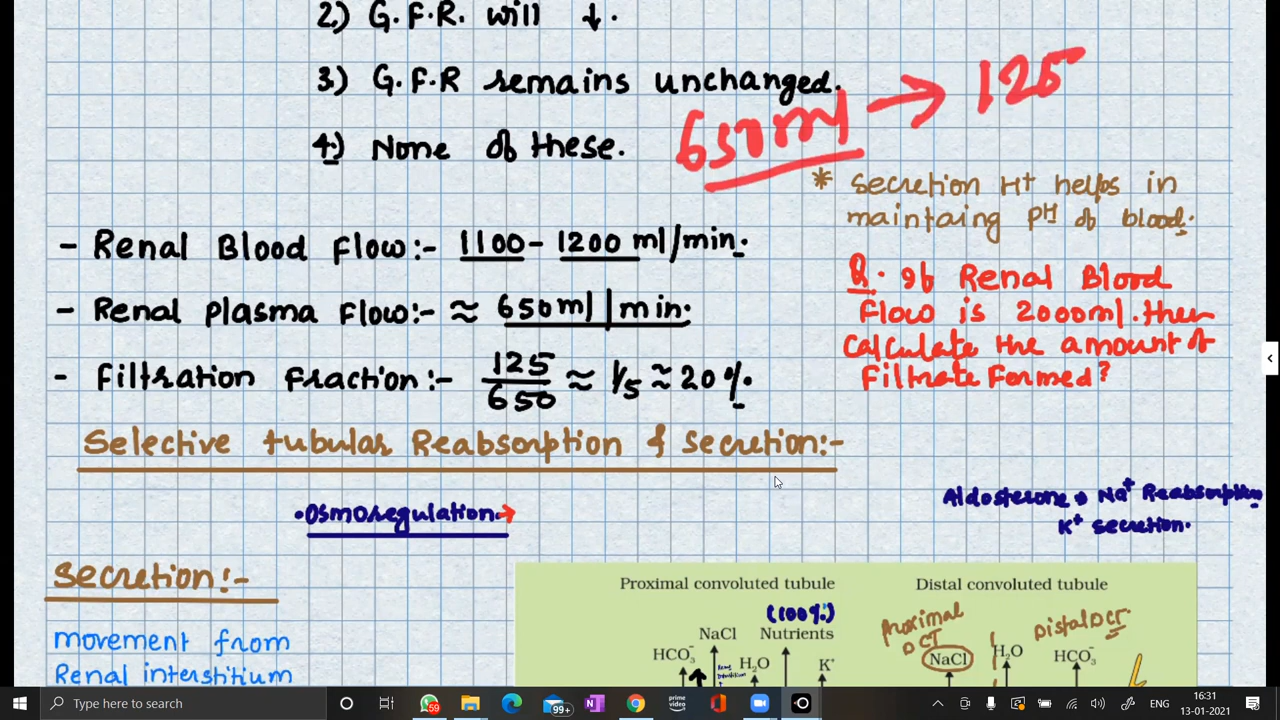 2.) G.F.R. will ↓.
3.) G.F.R remains unchanged.
650ml → 125
4.) None of these.
* Secretion H+ helps in
maintaing PH of blood.
- Renal Blood Flow:- 1100 - 1200 ml/min.
- Renal Plasma Flow:- ≈ 650ml/min.
- Filtration Fraction:- 125/650 ≈ 1/5 ≈ 20%.
Q. If Renal Blood
Flow is 2000ml. then
Calculate the amount of
Filtrate Formed?
Selective tubular Reabsorption & Secretion:-
•Osmoregulation.→
Aldosterone → Na+ Reabsorption
K+ secretion.
Secretion:-
movement from
Renal interstitium
Proximal convoluted tubule
(100%)
NaCl Nutrients
HCO3- H2O K+
Distal convoluted tubule
Proximal
DCT
Distal DCT.
NaCl H2O HCO3-
Type here to search
59
99+
prime
video
ENG
16:31
13-01-2021